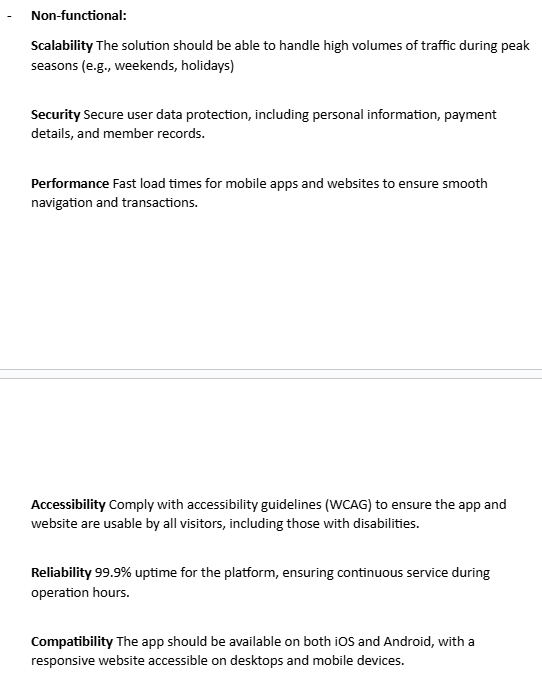 - Non-functional:
Scalability The solution should be able to handle high volumes of traffic during peak
seasons (e.g., weekends, holidays)
Security Secure user data protection, including personal information, payment
details, and member records.
Performance Fast load times for mobile apps and websites to ensure smooth
navigation and transactions.
Accessibility Comply with accessibility guidelines (WCAG) to ensure the app and
website are usable by all visitors, including those with disabilities.
Reliability 99.9% uptime for the platform, ensuring continuous service during
operation hours.
Compatibility The app should be available on both iOS and Android, with a
responsive website accessible on desktops and mobile devices.